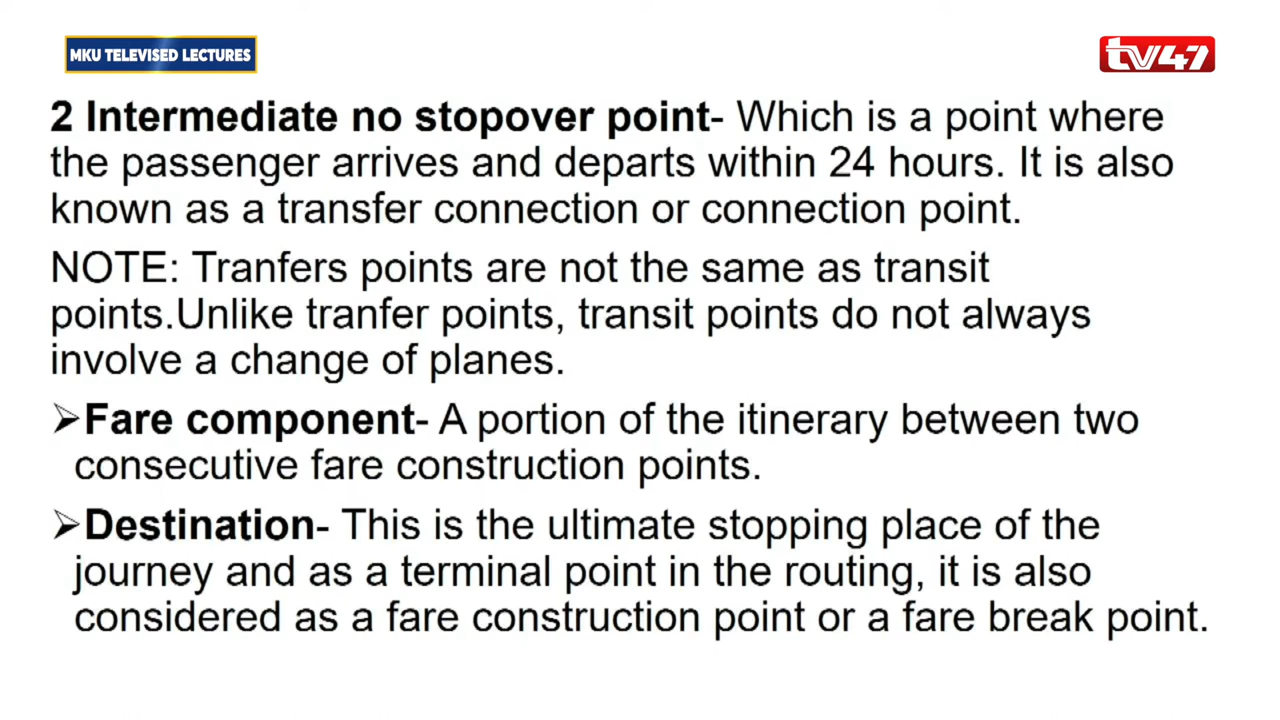 MKU TELEVISED LECTURES
tv47
2 Intermediate no stopover point- Which is a point where
the passenger arrives and departs within 24 hours. It is also
known as a transfer connection or connection point.
NOTE: Tranfers points are not the same as transit
points.Unlike tranfer points, transit points do not always
involve a change of planes.
➢Fare component- A portion of the itinerary between two
consecutive fare construction points.
➢Destination- This is the ultimate stopping place of the
journey and as a terminal point in the routing, it is also
considered as a fare construction point or a fare break point.